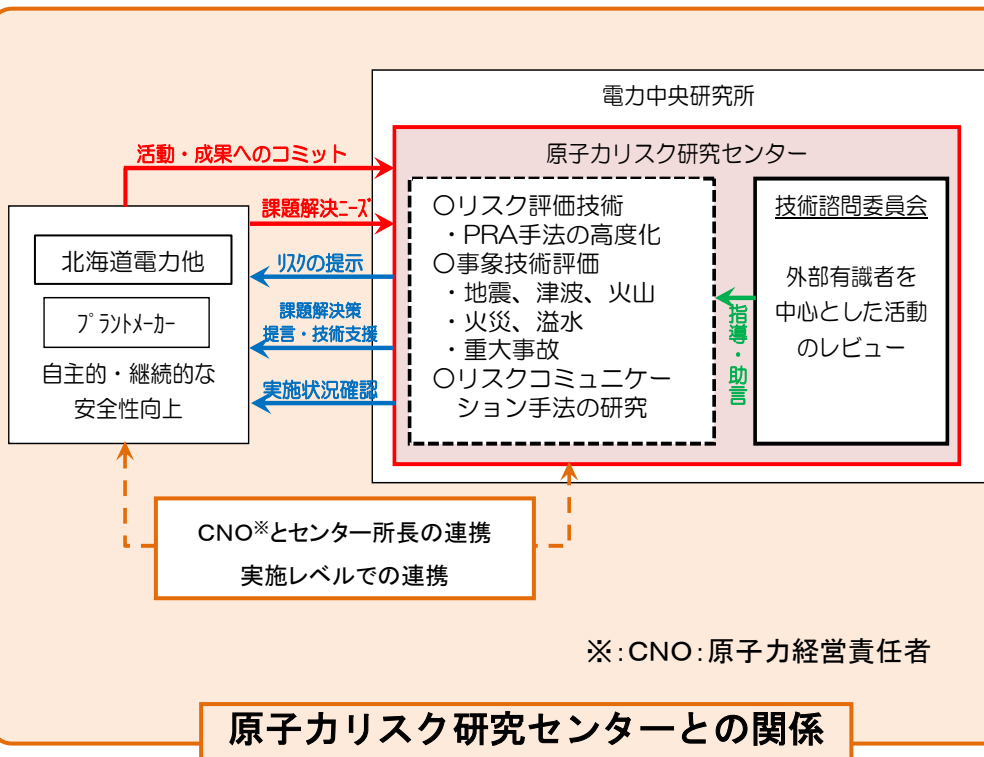 電力中央研究所
原子力リスク研究センター
活動・成果へのコミット
課題解決ニーズ
リスクの提示
課題解決策
提言・技術支援
実施状況確認
北海道電力他
プラントメーカー
自主的・継続的な
安全性向上
〇リスク評価技術
・PRA手法の高度化
〇事象技術評価
・地震、津波、火山
・火災、溢水
・重大事故
〇リスクコミュニケー
ション手法の研究
指導・助言
技術諮問委員会
外部有識者を
中心とした活動
のレビュー
CNO※とセンター所長の連携
実施レベルでの連携
※：CNO：原子力経営責任者
原子力リスク研究センターとの関係